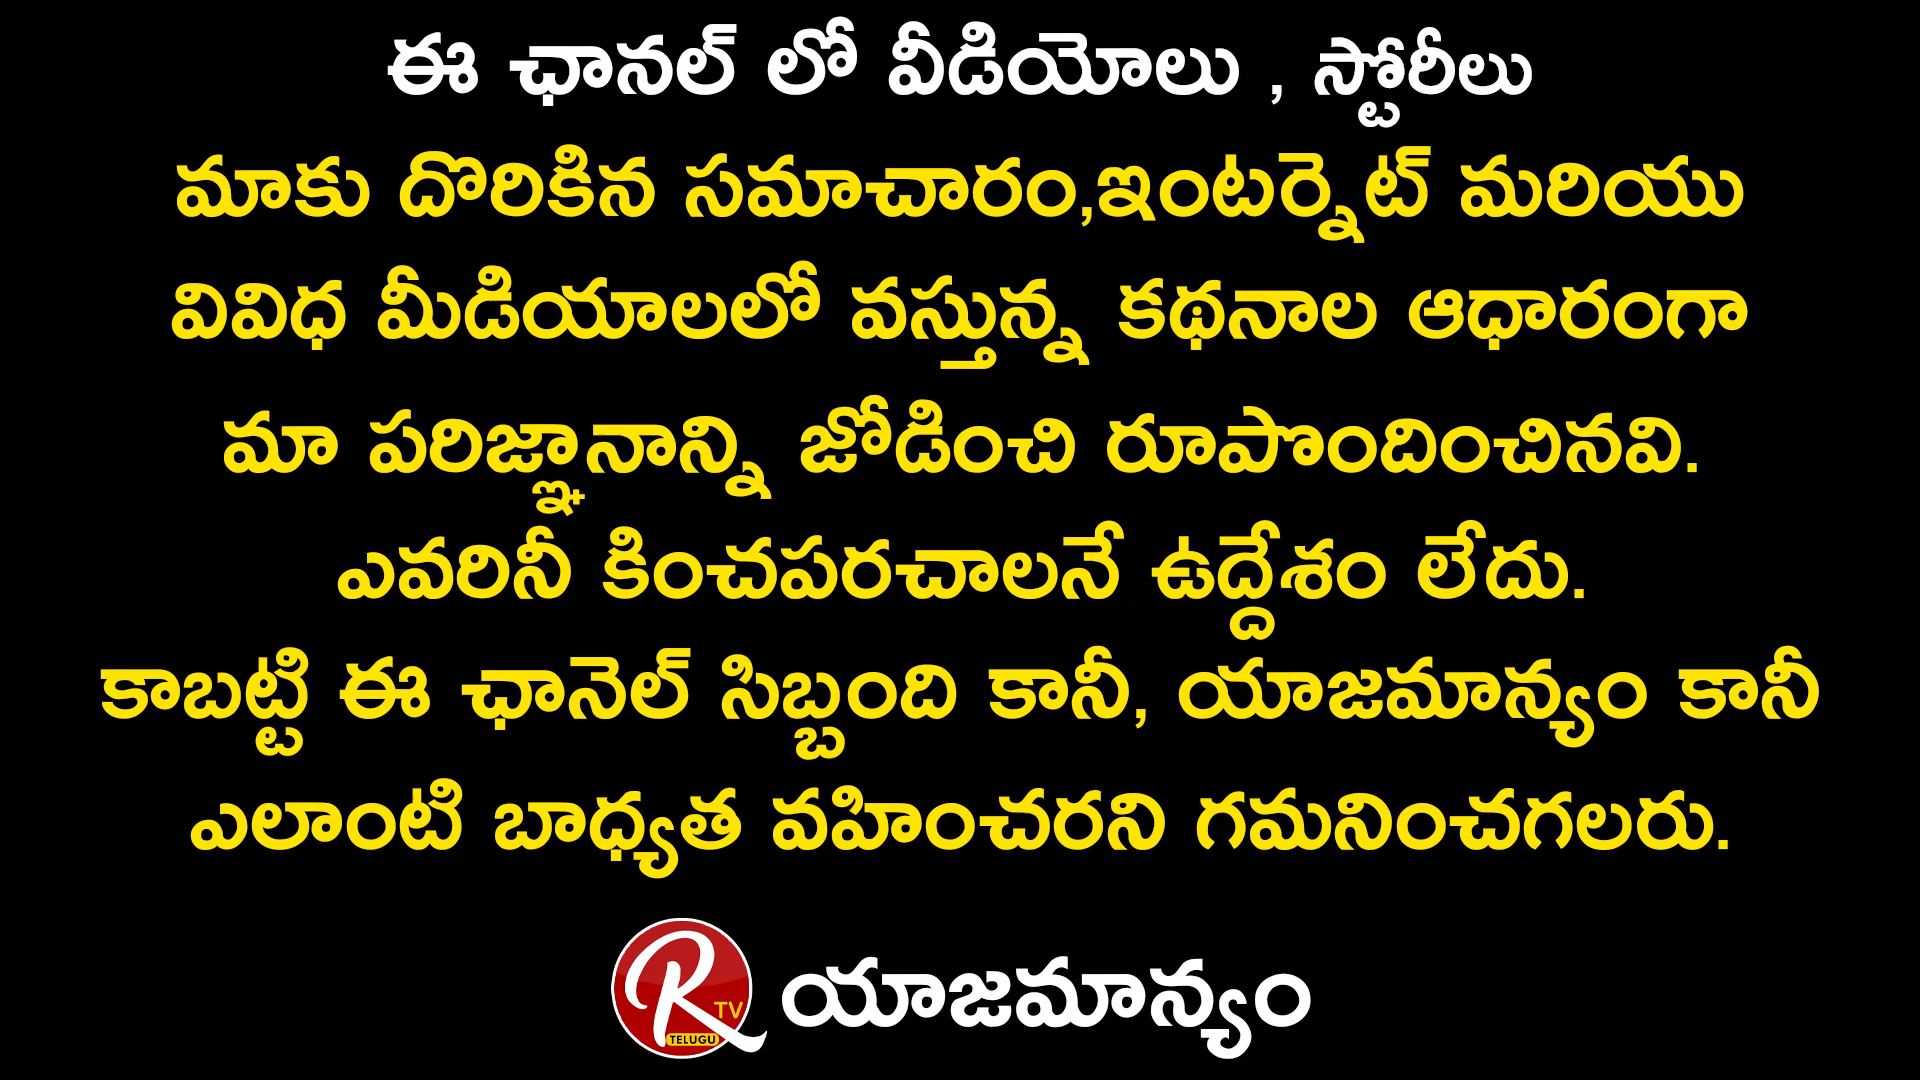 ఈ ఛానల్ లో వీడియోలు , స్టోరీలు
మాకు దొరికిన సమాచారం,ఇంటర్నెట్ మరియు
వివిధ మీడియాలలో వస్తున్న కథనాల ఆధారంగా
మా పరిజ్ఞానాన్ని జోడించి రూపొందించినవి.
ఎవరినీ కించపరచాలనే ఉద్దేశం లేదు.
కాబట్టి ఈ ఛానెల్ సిబ్బంది కానీ, యాజమాన్యం కానీ
ఎలాంటి బాధ్యత వహించరని గమనించగలరు.
R TV TELUGU యాజమాన్యం